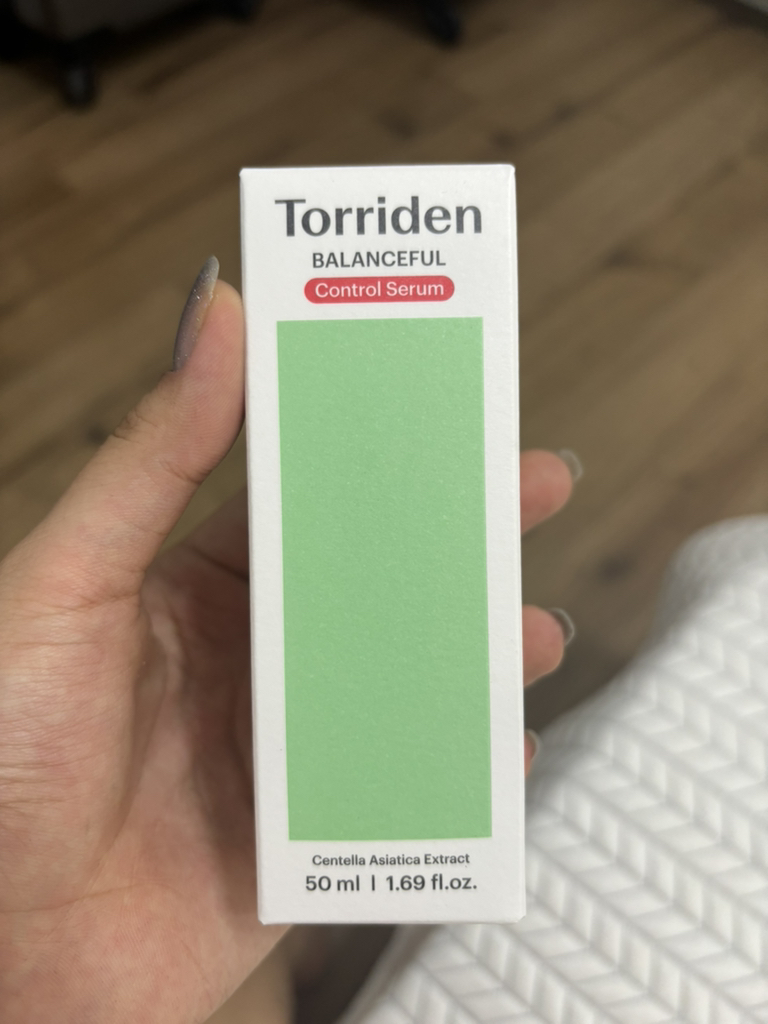 Torriden
BALANCEFUL
Control Serum
Centella Asiatica Extract
50 ml | 1.69 fl.oz.